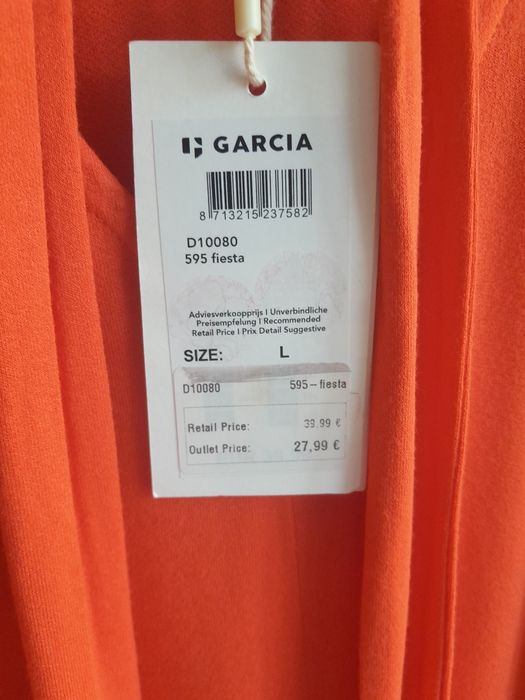 GARCIA
8 713215 237582
D10080
595 fiesta
Adviesverkoopprijs | Unverbindliche
Preisempfelung | Recommended
Retail Price | Prix Detail Suggestive
SIZE: L
D10080 595 – fiesta
Retail Price: 39.99 €
Outlet Price: 27,99 €